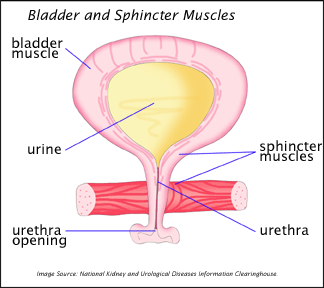 Bladder and Sphincter Muscles
bladder
muscle
urine
sphincter
muscles
urethra
opening
urethra
Image Source: National Kidney and Urological Diseases Information Clearinghouse.